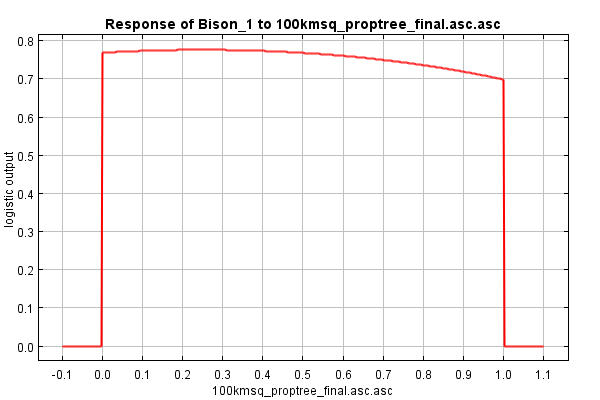 Response of Bison_1 to 100kmsq_proptree_final.asc.asc
logistic output
0.8
0.7
0.6
0.5
0.4
0.3
0.2
0.1
0.0
-0.1 0.0 0.1 0.2 0.3 0.4 0.5 0.6 0.7 0.8 0.9 1.0 1.1
100kmsq_proptree_final.asc.asc